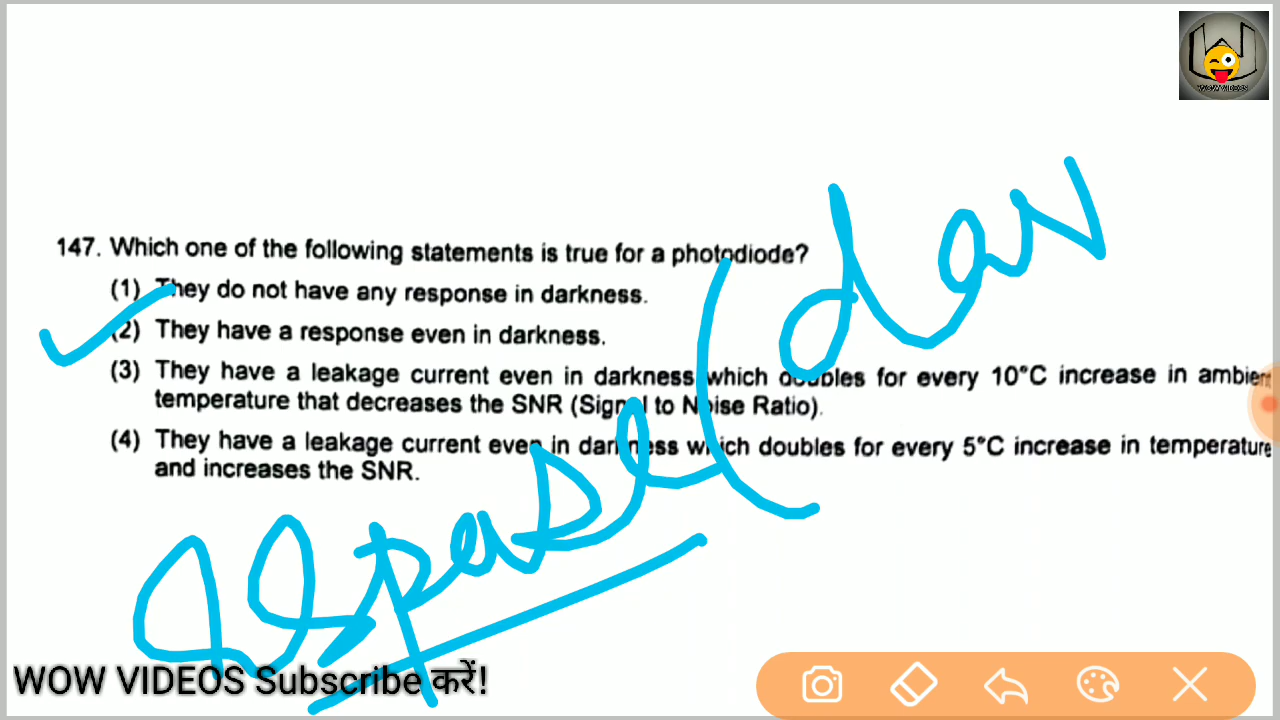 WOW VIDEOS
147. Which one of the following statements is true for a photodiode?
(1) They do not have any response in darkness.
(2) They have a response even in darkness.
(3) They have a leakage current even in darkness which doubles for every 10°C increase in ambien
temperature that decreases the SNR (Signal to Noise Ratio).
(4) They have a leakage current even in darkness which doubles for every 5°C increase in temperature
and increases the SNR.
WOW VIDEOS Subscribe करें!